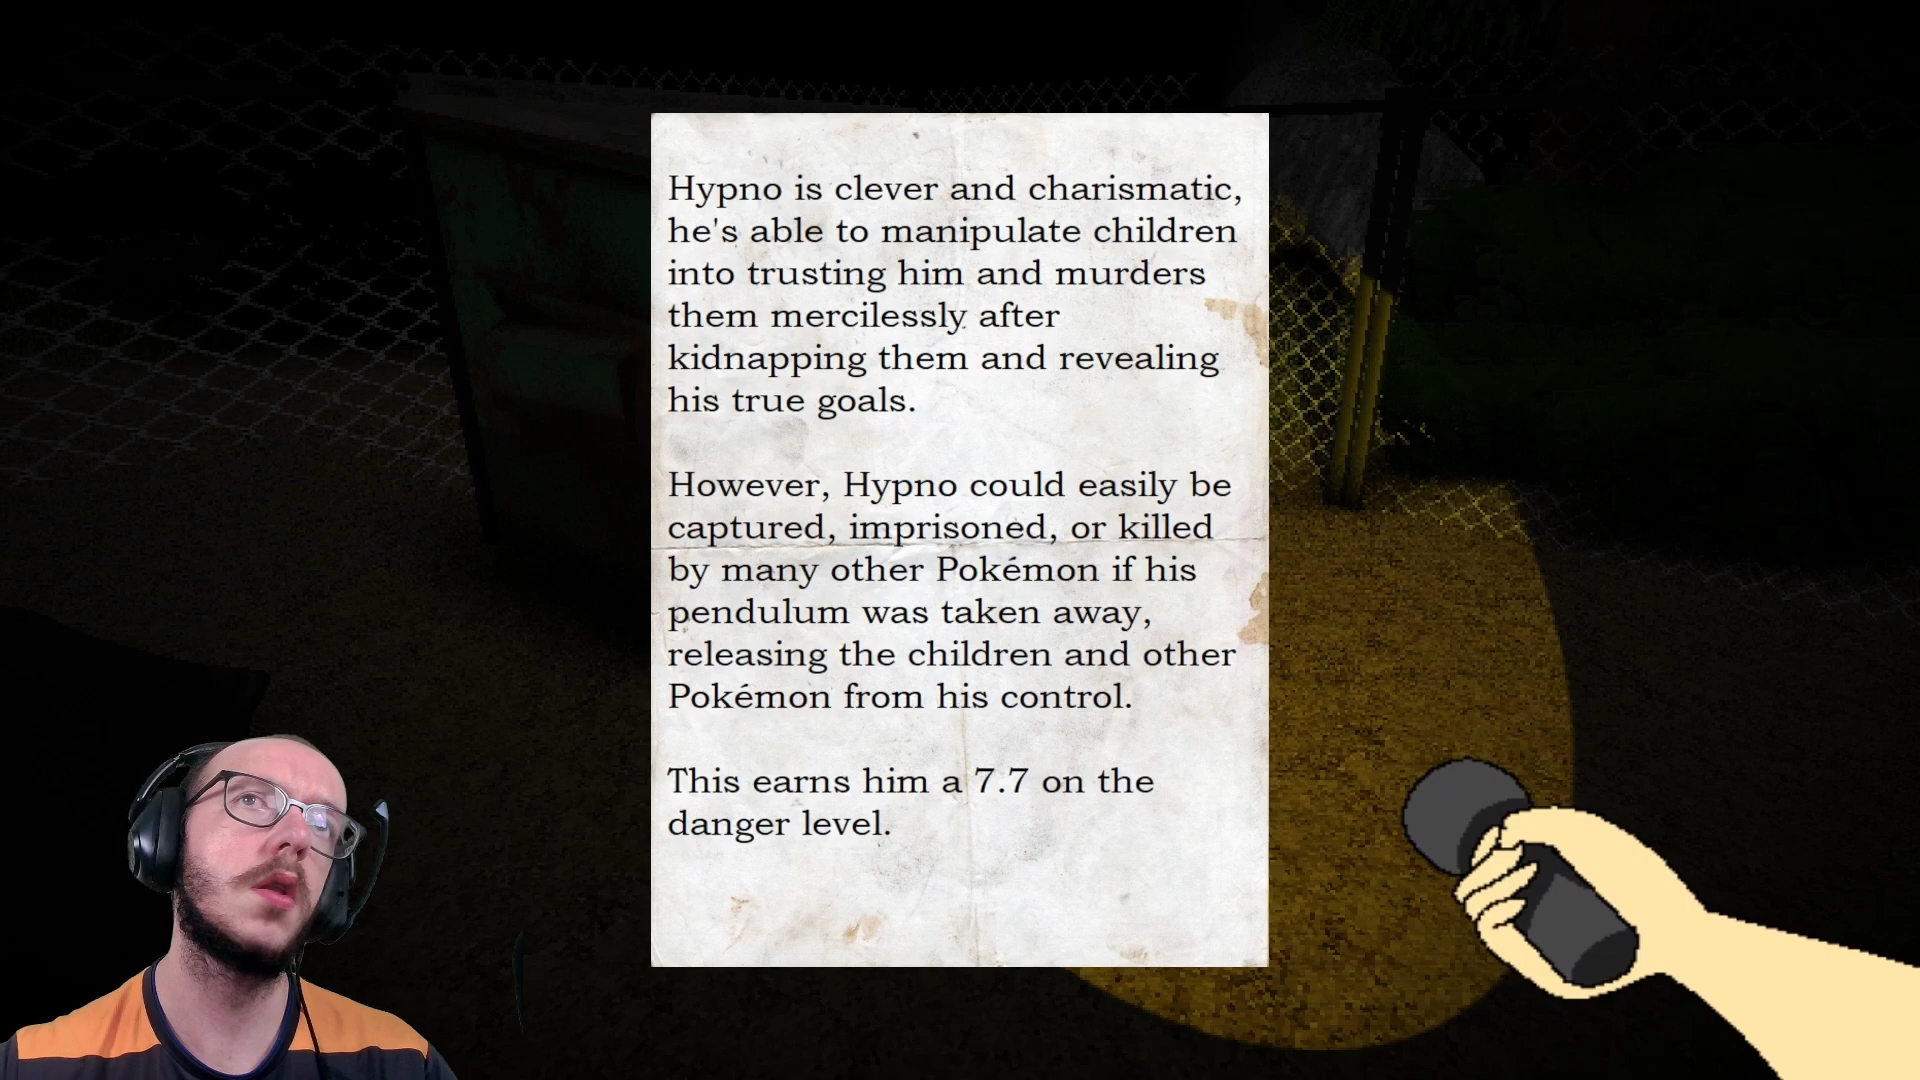 Hypno is clever and charismatic,
he's able to manipulate children
into trusting him and murders
them mercilessly after
kidnapping them and revealing
his true goals.
However, Hypno could easily be
captured, imprisoned, or killed
by many other Pokémon if his
pendulum was taken away,
releasing the children and other
Pokémon from his control.
This earns him a 7.7 on the
danger level.